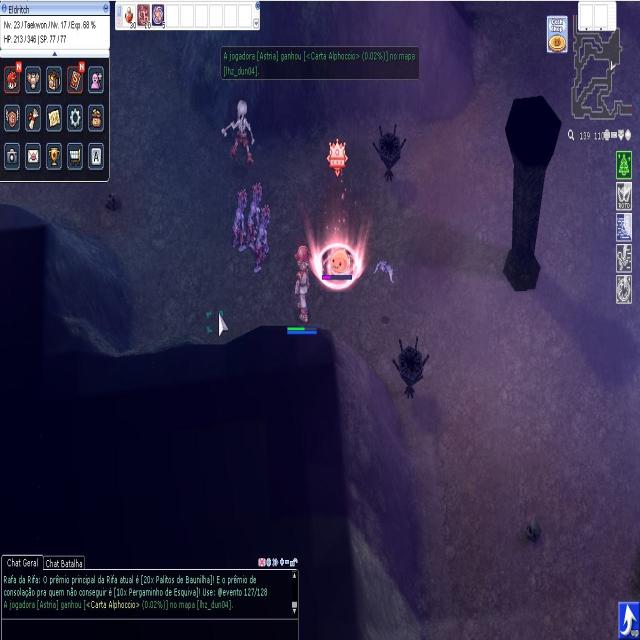 Eldritch
Nv. 23 / Taekwon / Nv. 17 / Exp. 68 %
HP. 213 / 346 | SP. 77 / 77
A jogadora [Astria] ganhou [<Carta Alphoccio> (0.02%)] no mapa
[lhz_dun04].
Chat Geral
Chat Batalha
Rafa da Rifa: O prêmio principal da Rifa atual é [20x Palitos de Baunilha]! E o prêmio de
consolação pra quem não conseguir é [10x Pergaminho de Esquiva]! Use: @evento 127/128
A jogadora [Astria] ganhou [<Carta Alphoccio> (0.02%)] no mapa [lhz_dun04].